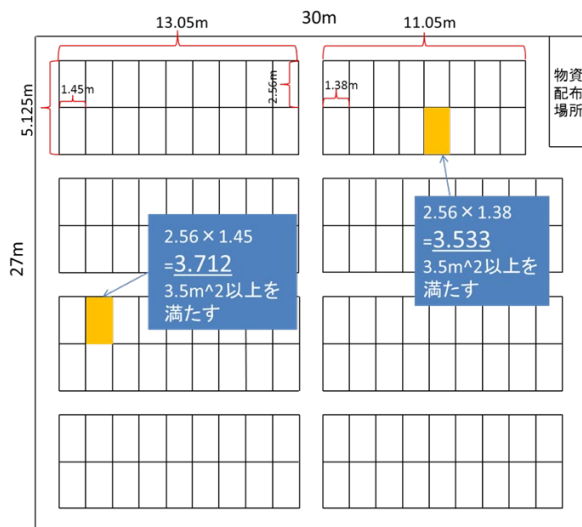 13.05m
30m
11.05m
物資
配布
場所
5.125m
1.45m
2.56m
1.38m
27m
2.56×1.45
=3.712
3.5m^2以上を
満たす
2.56×1.38
=3.533
3.5m^2以上を
満たす